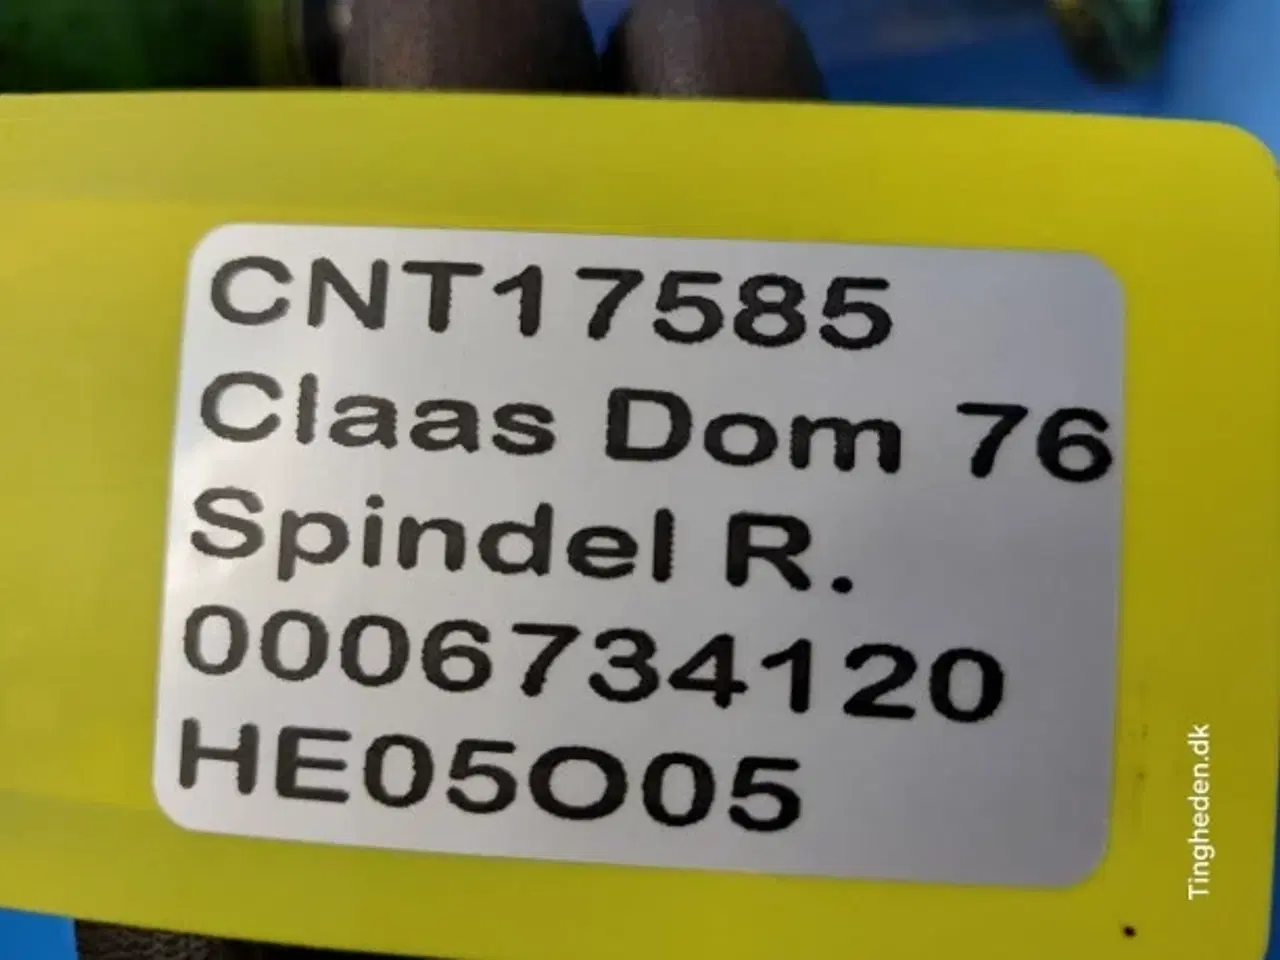 CNT17585
Claas Dom 76
Spindel R.
0006734120
HE05O05
Tingheden.dk